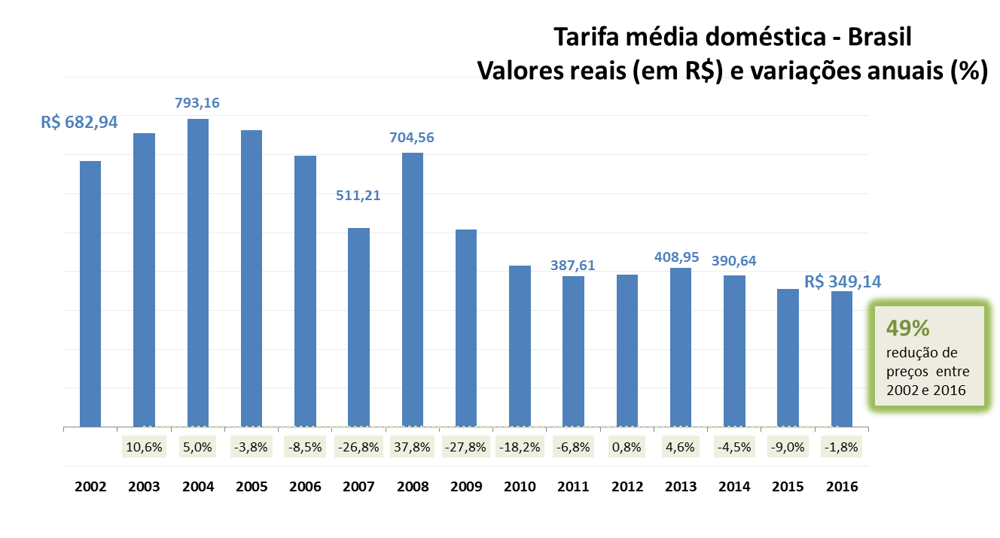 Tarifa média doméstica - Brasil
Valores reais (em R$) e variações anuais (%)
R$ 682,94
793,16
511,21
704,56
387,61
408,95
390,64
R$ 349,14
49%
redução de
preços entre
2002 e 2016
10,6% 5,0% -3,8% -8,5% -26,8% 37,8% -27,8% -18,2% -6,8% 0,8% 4,6% -4,5% -9,0% -1,8%
2002 2003 2004 2005 2006 2007 2008 2009 2010 2011 2012 2013 2014 2015 2016